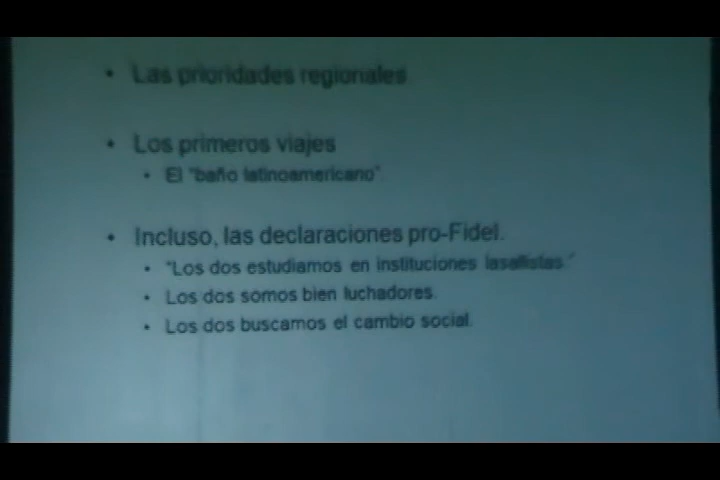 • Las prioridades regionales
• Los primeros viajes
• El "baño latinoamericano".
• Incluso, las declaraciones pro-Fidel.
• "Los dos estudiamos en instituciones lasallistas."
• Los dos somos bien luchadores.
• Los dos buscamos el cambio social.